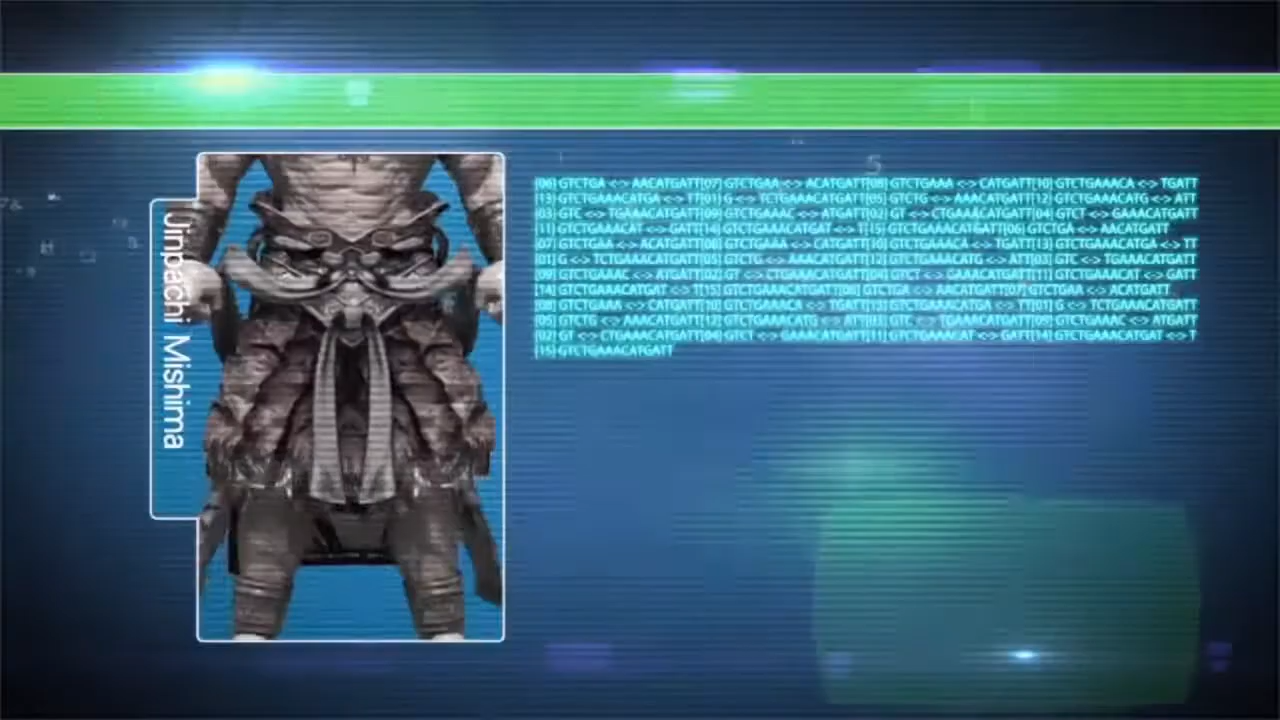 Jinpachi Mishima
[06] GTCTGA <-> AACATGATT[07] GTCTGAA <-> ACATGATT[08] GTCTGAAA <-> CATGATT[10] GTCTGAAACA <-> TGATT
[13] GTCTGAAACATGA <-> TT[01] G <-> TCTGAAACATGATT[05] GTCTG <-> AAACATGATT[12] GTCTGAAACATG <-> ATT
[03] GTC <-> TGAAACATGATT[09] GTCTGAAAC <-> ATGATT[02] GT <-> CTGAAACATGATT[04] GTCT <-> GAAACATGATT
[11] GTCTGAAACAT <-> GATT[14] GTCTGAAACATGAT <-> T[15] GTCTGAAACATGATT[06] GTCTGA <-> AACATGATT
[07] GTCTGAA <-> ACATGATT[08] GTCTGAAA <-> CATGATT[10] GTCTGAAACA <-> TGATT[13] GTCTGAAACATGA <-> TT
[01] G <-> TCTGAAACATGATT[05] GTCTG <-> AAACATGATT[12] GTCTGAAACATG <-> ATT[03] GTC <-> TGAAACATGATT
[09] GTCTGAAAC <-> ATGATT[02] GT <-> CTGAAACATGATT[04] GTCT <-> GAAACATGATT[11] GTCTGAAACAT <-> GATT
[14] GTCTGAAACATGAT <-> T[15] GTCTGAAACATGATT[06] GTCTGA <-> AACATGATT[07] GTCTGAA <-> ACATGATT
[08] GTCTGAAA <-> CATGATT[10] GTCTGAAACA <-> TGATT[13] GTCTGAAACATGA <-> TT[01] G <-> TCTGAAACATGATT
[05] GTCTG <-> AAACATGATT[12] GTCTGAAACATG <-> ATT[03] GTC <-> TGAAACATGATT[09] GTCTGAAAC <-> ATGATT
[02] GT <-> CTGAAACATGATT[04] GTCT <-> GAAACATGATT[11] GTCTGAAACAT <-> GATT[14] GTCTGAAACATGAT <-> T
[15] GTCTGAAACATGATT